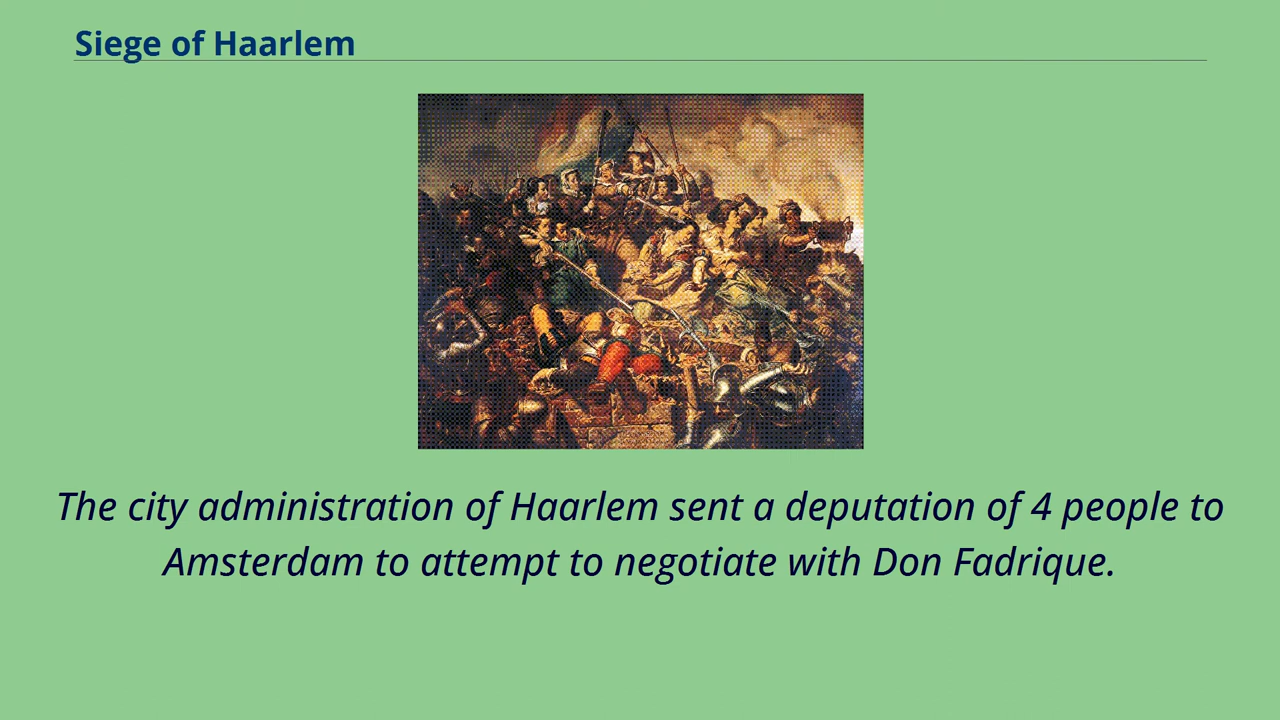 Siege of Haarlem
The city administration of Haarlem sent a deputation of 4 people to
Amsterdam to attempt to negotiate with Don Fadrique.